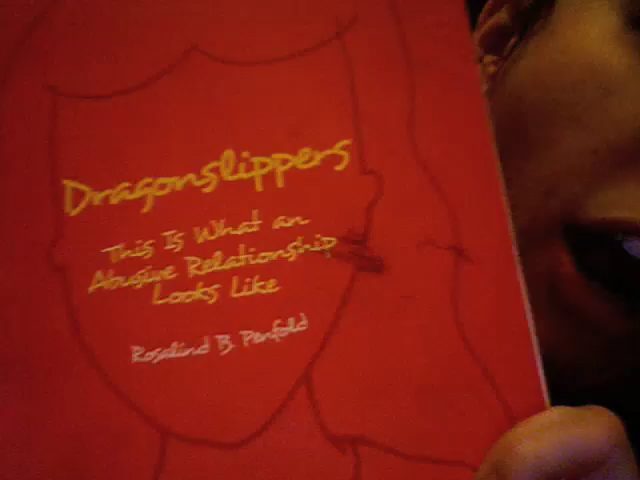 Dragonslippers
This Is What an
Abusive Relationship
Looks Like
Rosalind B. Penfold